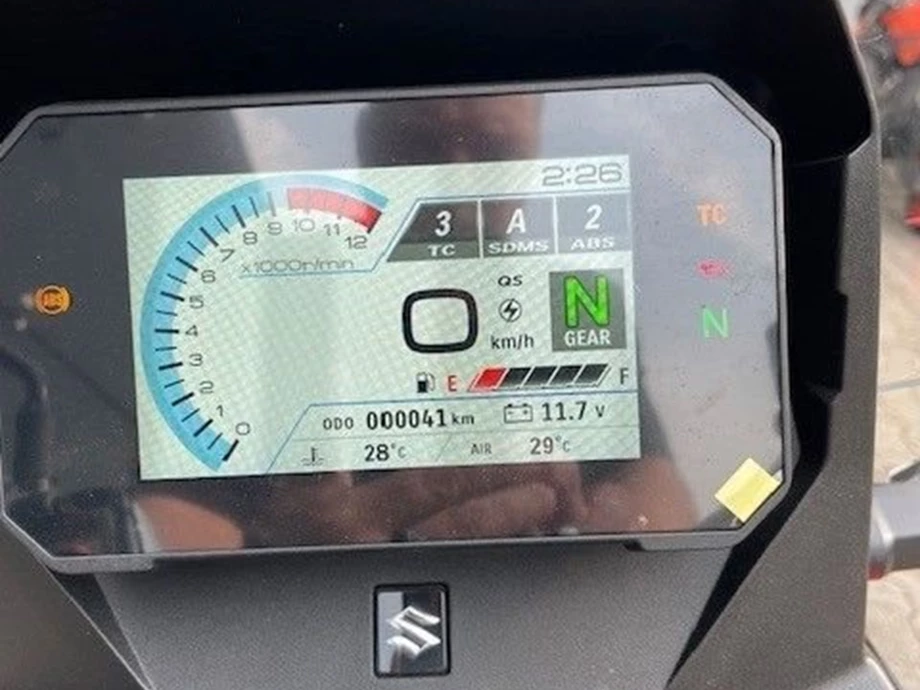 2:26
3 A 2
TC SDMS ABS
TC
12
11
10
9
8
7
6
5
4
3
2
1
0
x1000r/min
ABS
QS
0 km/h
N
GEAR
N
E F
ODO 000041 km 11.7 V
28°C AIR 29°C